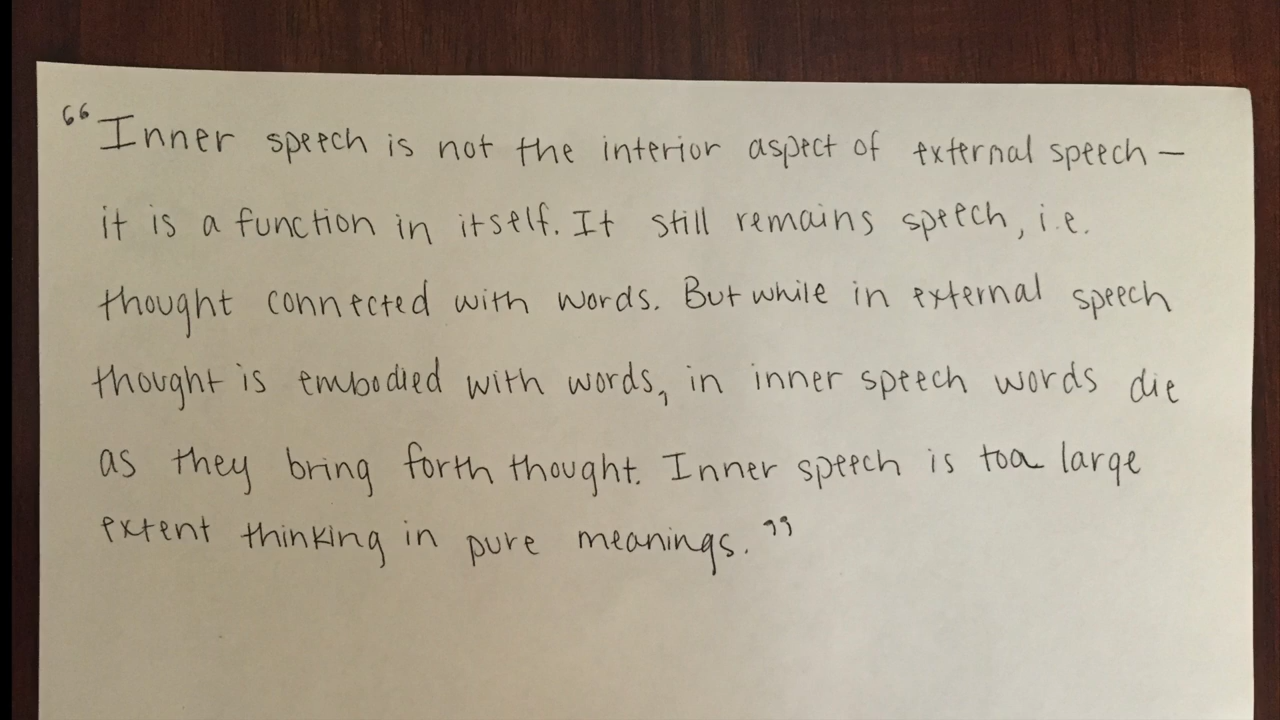 “Inner speech is not the interior aspect of external speech —
it is a function in itself. It still remains speech, i.e.
thought connected with words. But while in external speech
thought is embodied with words, in inner speech words die
as they bring forth thought. Inner speech is to a large
extent thinking in pure meanings.”